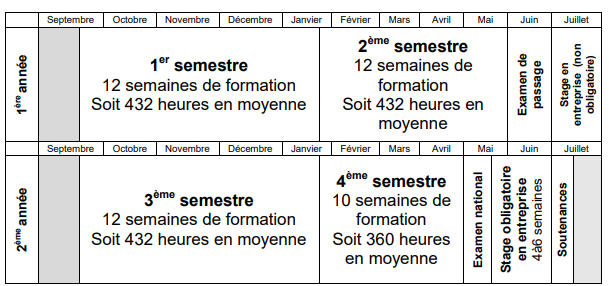 Septembre Octobre Novembre Décembre Janvier Février Mars Avril Mai Juin Juillet
1ère année
1er semestre
12 semaines de formation
Soit 432 heures en moyenne
2ème semestre
12 semaines de
formation
Soit 432 heures en
moyenne
Examen de
passage
Stage en
entreprise (non
obligatoire)
Septembre Octobre Novembre Décembre Janvier Février Mars Avril Mai Juin Juillet
2ème année
3ème semestre
12 semaines de formation
Soit 432 heures en moyenne
4ème semestre
10 semaines de
formation
Soit 360 heures
en moyenne
Examen national
Stage obligatoire
en entreprise
4à6 semaines
Soutenances